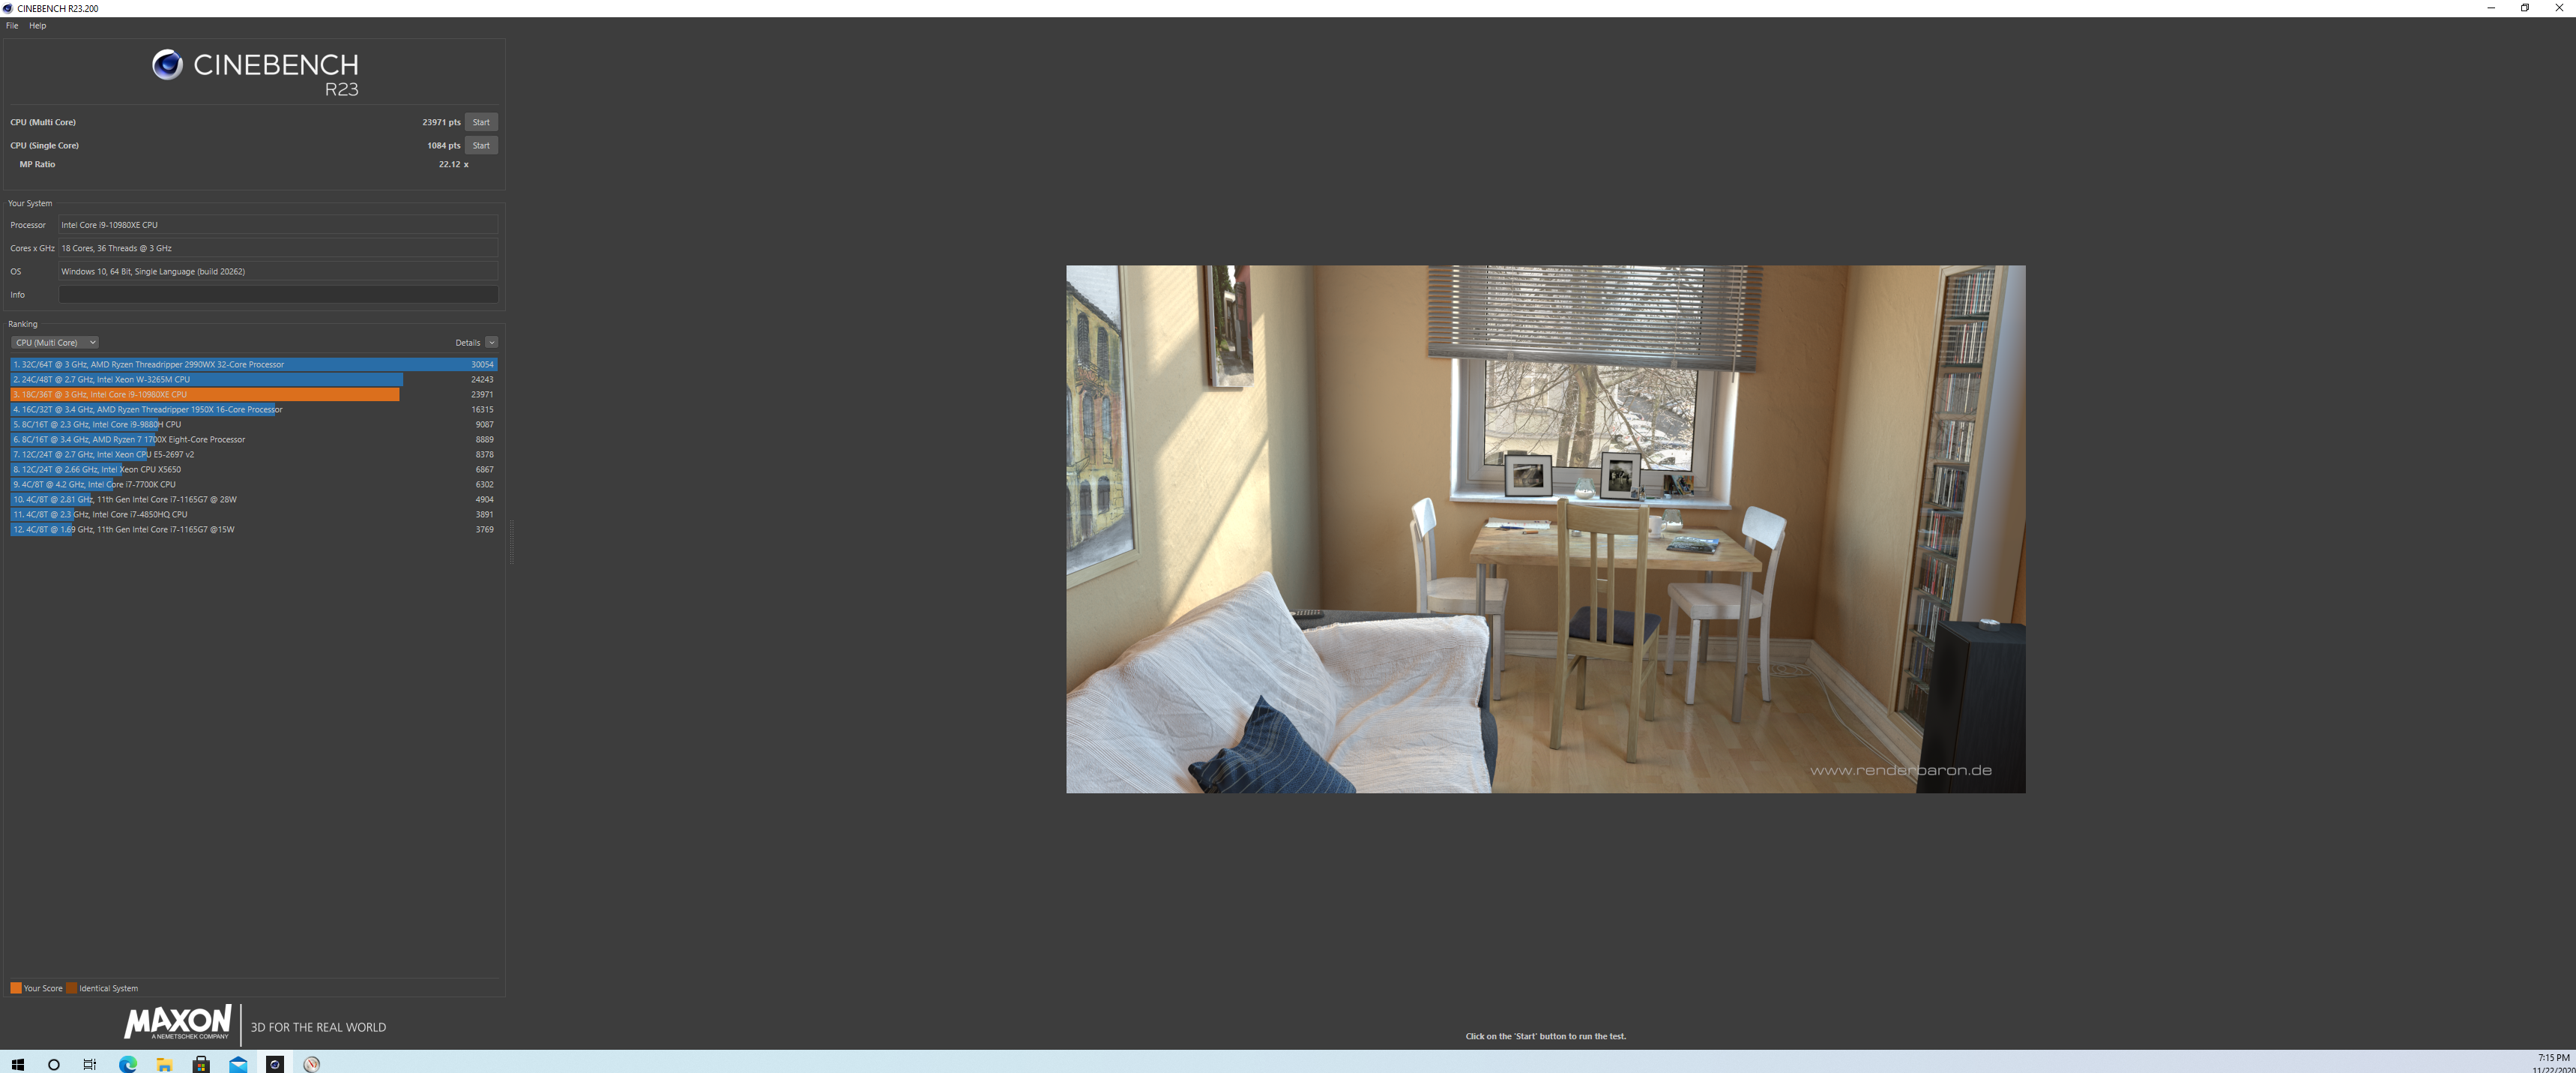 CINEBENCH R23.200
File Help
CINEBENCH
R23
CPU (Multi Core) 23971 pts Start
CPU (Single Core) 1084 pts Start
MP Ratio 22.12 x
Your System
Processor Intel Core i9-10980XE CPU
Cores x GHz 18 Cores, 36 Threads @ 3 GHz
OS Windows 10, 64 Bit, Single Language (build 20262)
Info
Ranking
CPU (Multi Core) Details
1. 32C/64T @ 3 GHz, AMD Ryzen Threadripper 2990WX 32-Core Processor 30054
2. 24C/48T @ 2.7 GHz, Intel Xeon W-3265M CPU 24243
3. 18C/36T @ 3 GHz, Intel Core i9-10980XE CPU 23971
4. 16C/32T @ 3.4 GHz, AMD Ryzen Threadripper 1950X 16-Core Processor 16315
5. 8C/16T @ 2.3 GHz, Intel Core i9-9880H CPU 9087
6. 8C/16T @ 3.4 GHz, AMD Ryzen 7 1700X Eight-Core Processor 8889
7. 12C/24T @ 2.7 GHz, Intel Xeon CPU E5-2697 v2 8378
8. 12C/24T @ 2.66 GHz, Intel Xeon CPU X5650 6867
9. 4C/8T @ 4.2 GHz, Intel Core i7-7700K CPU 6302
10. 4C/8T @ 2.81 GHz, 11th Gen Intel Core i7-1165G7 @ 28W 4904
11. 4C/8T @ 2.3 GHz, Intel Core i7-4850HQ CPU 3891
12. 4C/8T @ 1.69 GHz, 11th Gen Intel Core i7-1165G7 @15W 3769
www.renderbaron.de
Your Score Identical System
MAXON
A NEMETSCHEK COMPANY
3D FOR THE REAL WORLD
Click on the 'Start' button to run the test.
7:15 PM